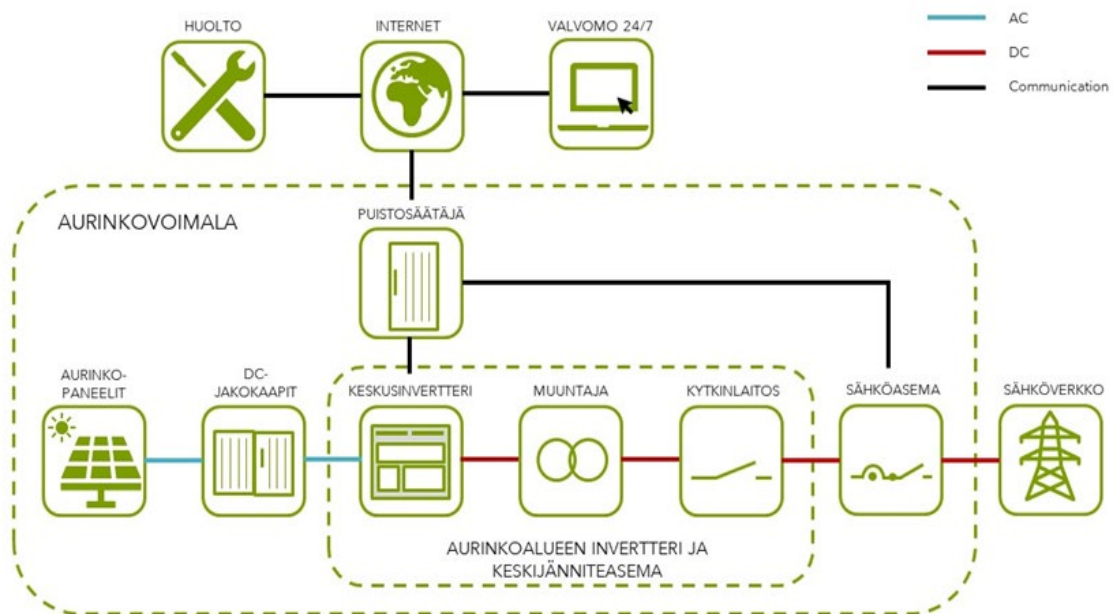 HUOLTO
INTERNET
VALVOMO 24/7
AC
DC
Communication
AURINKOVOIMALA
PUISTOSÄÄTÄJÄ
AURINKO-
PANEELIT
DC-
JAKOKAAPIT
KESKUSINVERTTERI
MUUNTAJA
KYTKINLAITOS
SÄHKÖASEMA
SÄHKÖVERKKO
AURINKOALUEEN INVERTTERI JA
KESKIJÄNNITEASEMA